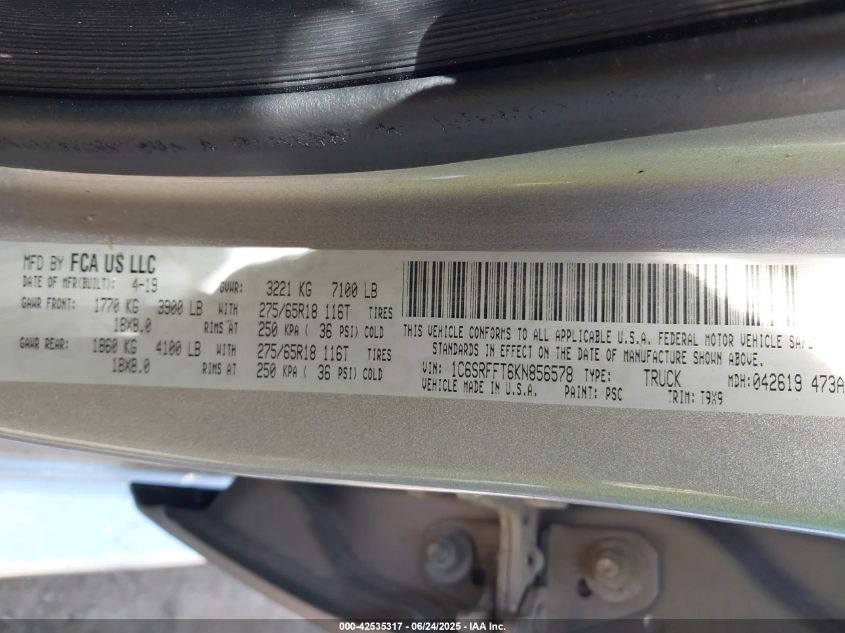 MFD BY FCA US LLC
DATE OF MFR(BUILT): 4-19 GVWR: 3221 KG 7100 LB
GAWR FRONT: 1770 KG 3900 LB WITH 275/65R18 116T TIRES
18X8.0 RIMS AT 250 KPA ( 36 PSI) COLD
GAWR REAR: 1860 KG 4100 LB WITH 275/65R18 116T TIRES
18X8.0 RIMS AT 250 KPA ( 36 PSI) COLD
THIS VEHICLE CONFORMS TO ALL APPLICABLE U.S.A. FEDERAL MOTOR VEHICLE
STANDARDS IN EFFECT ON THE DATE OF MANUFACTURE SHOWN ABOVE.
VIN: 1C6SRFFT6KN856578 TYPE: TRUCK MDH:042619 473A
VEHICLE MADE IN U.S.A. PAINT: PSC TRIM: T9X9
000-42535317 / 06/24/2025 - Copyright © IAA, Inc.